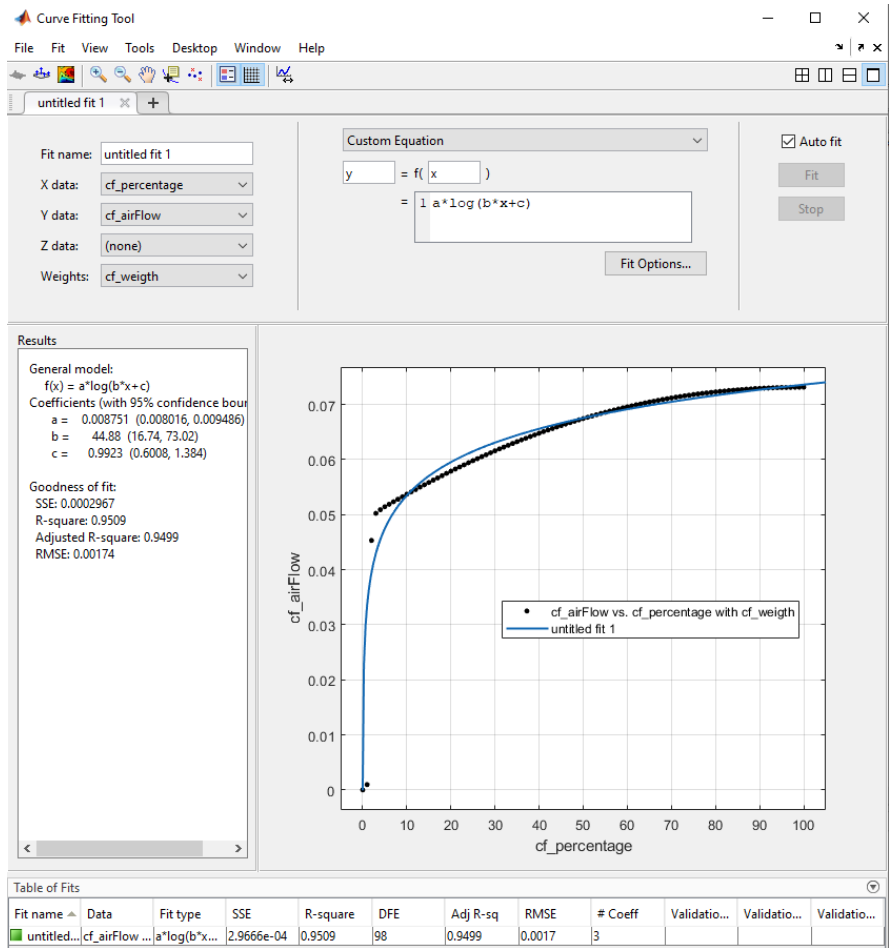 Curve Fitting Tool
File Fit View Tools Desktop Window Help
untitled fit 1
Fit name: untitled fit 1
X data: cf_percentage
Y data: cf_airFlow
Z data: (none)
Weights: cf_weigth
Custom Equation
y = f( x )
= 1 a*log(b*x+c)
Fit Options...
Auto fit
Fit
Stop
Results
General model:
f(x) = a*log(b*x+c)
Coefficients (with 95% confidence bour
a = 0.008751 (0.008016, 0.009486)
b = 44.88 (16.74, 73.02)
c = 0.9923 (0.6008, 1.384)
Goodness of fit:
SSE: 0.0002967
R-square: 0.9509
Adjusted R-square: 0.9499
RMSE: 0.00174
0.07
0.06
0.05
0.04
0.03
0.02
0.01
0
cf_airFlow
cf_airFlow vs. cf_percentage with cf_weigth
untitled fit 1
0 10 20 30 40 50 60 70 80 90 100
cf_percentage
Table of Fits
Fit name Data Fit type SSE R-square DFE Adj R-sq RMSE # Coeff Validatio... Validatio... Validatio...
untitled... cf_airFlow ... a*log(b*x... 2.9666e-04 0.9509 98 0.9499 0.0017 3